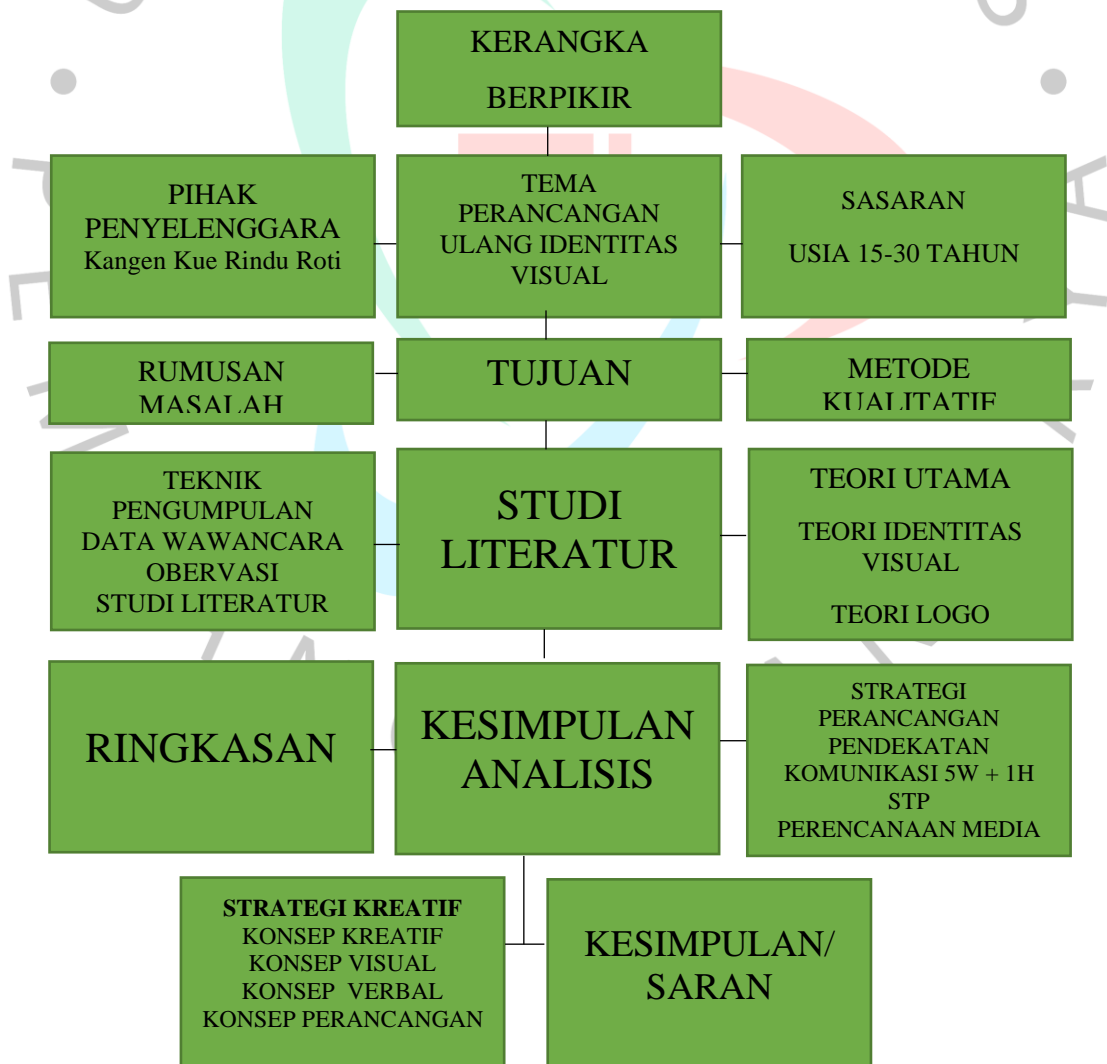 KERANGKA
BERPIKIR
PIHAK
PENYELENGGARA
Kangen Kue Rindu Roti
TEMA
PERANCANGAN
ULANG IDENTITAS
VISUAL
SASARAN
USIA 15-30 TAHUN
RUMUSAN
MASALAH
TUJUAN
METODE
KUALITATIF
TEKNIK
PENGUMPULAN
DATA WAWANCARA
OBERVASI
STUDI LITERATUR
STUDI
LITERATUR
TEORI UTAMA
TEORI IDENTITAS
VISUAL
TEORI LOGO
RINGKASAN
KESIMPULAN
ANALISIS
STRATEGI
PERANCANGAN
PENDEKATAN
KOMUNIKASI 5W + 1H
STP
PERENCANAAN MEDIA
STRATEGI KREATIF
KONSEP KREATIF
KONSEP VISUAL
KONSEP VERBAL
KONSEP PERANCANGAN
KESIMPULAN/
SARAN